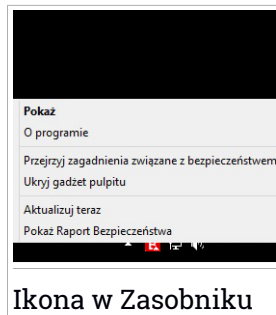 Pokaż
O programie
Przejrzyj zagadnienia związane z bezpieczeństwem
Ukryj gadżet pulpitu
Aktualizuj teraz
Pokaż Raport Bezpieczeństwa
B
Ikona w Zasobniku